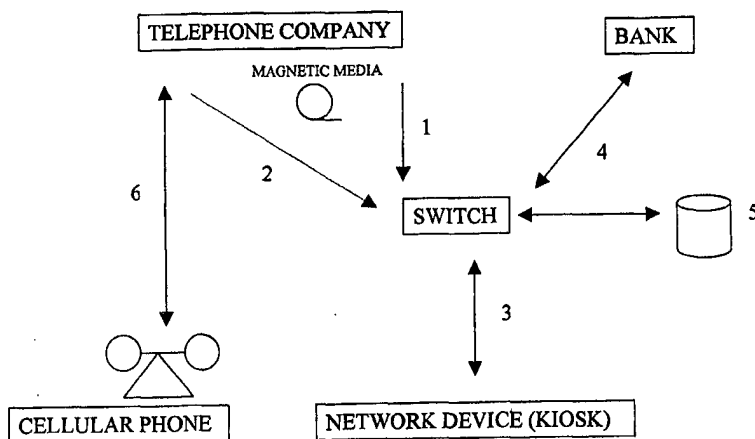 TELEPHONE COMPANY
BANK
MAGNETIC MEDIA
1
2
4
6
SWITCH
5
3
CELLULAR PHONE
NETWORK DEVICE (KIOSK)